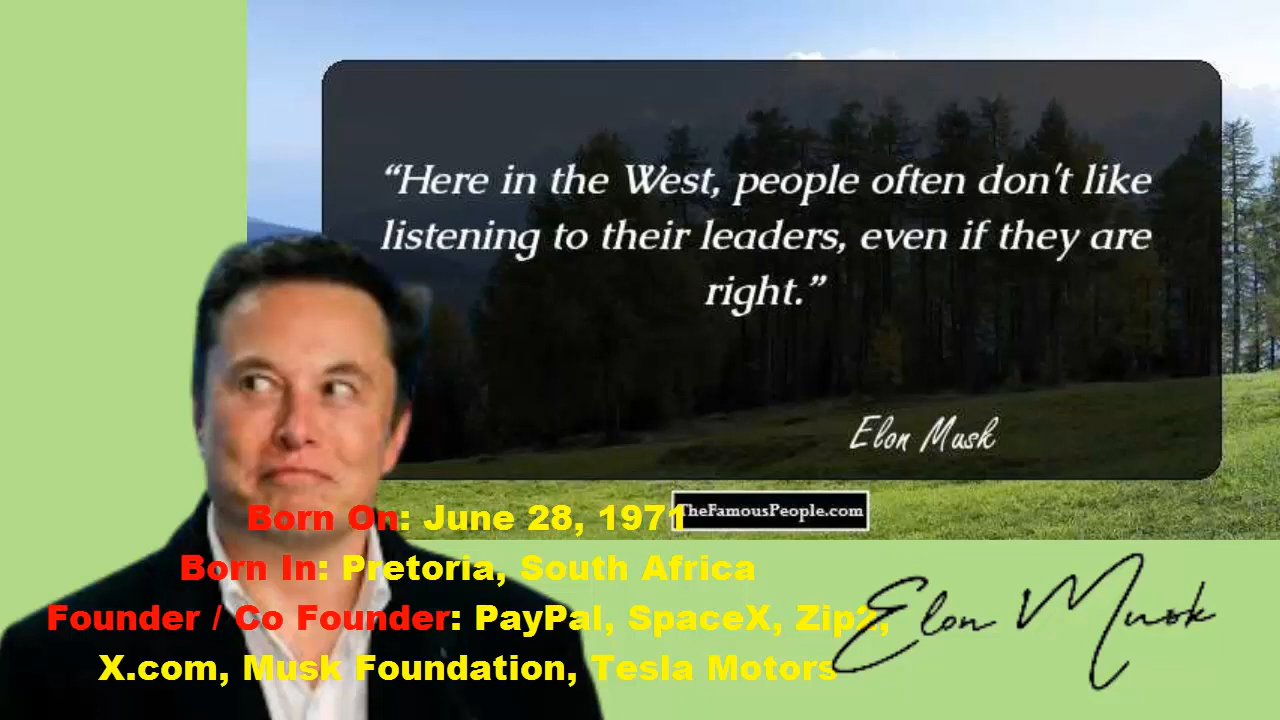 “Here in the West, people often don't like
listening to their leaders, even if they are
right.”
Elon Musk
TheFamousPeople.com
Born On: June 28, 1971
Born In: Pretoria, South Africa
Founder / Co Founder: PayPal, SpaceX, Zip2,
X.com, Musk Foundation, Tesla Motors
Elon Musk